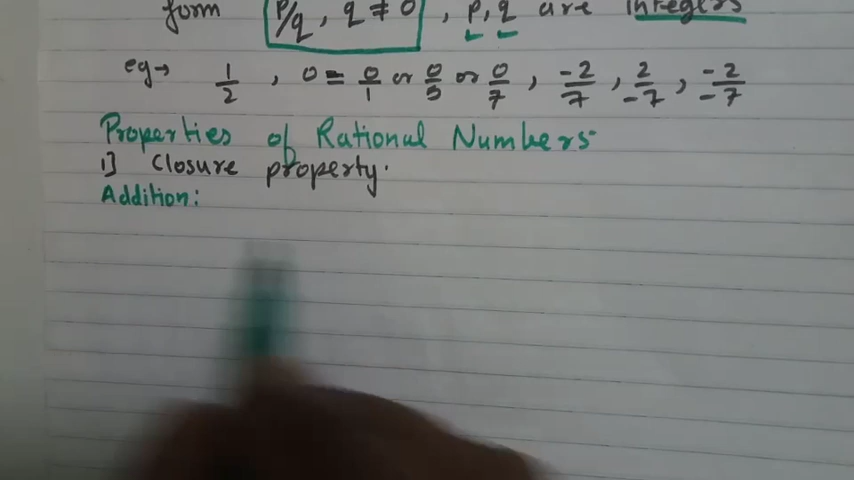 form p/q, q ≠ 0, p,q are integers
eg→ 1/2, 0 = 0/1 or 0/5 or 0/7, -2/7, 2/-7, -2/-7
Properties of Rational Numbers
1] Closure property.
Addition: